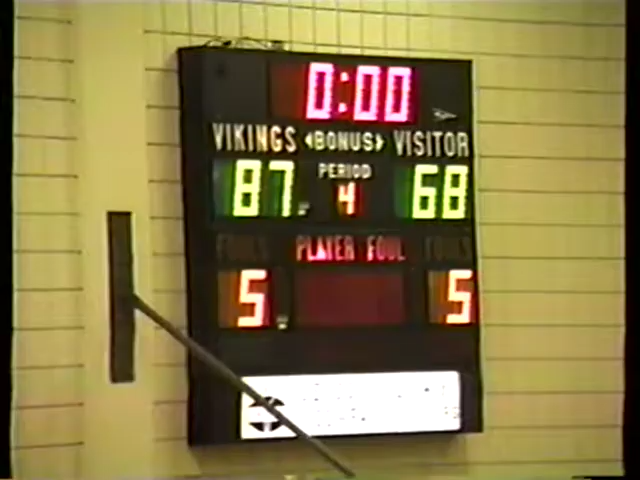 0:00
VIKINGS BONUS VISITOR
PERIOD
87 4 68
FOULS PLAYER FOUL FOULS
5 5